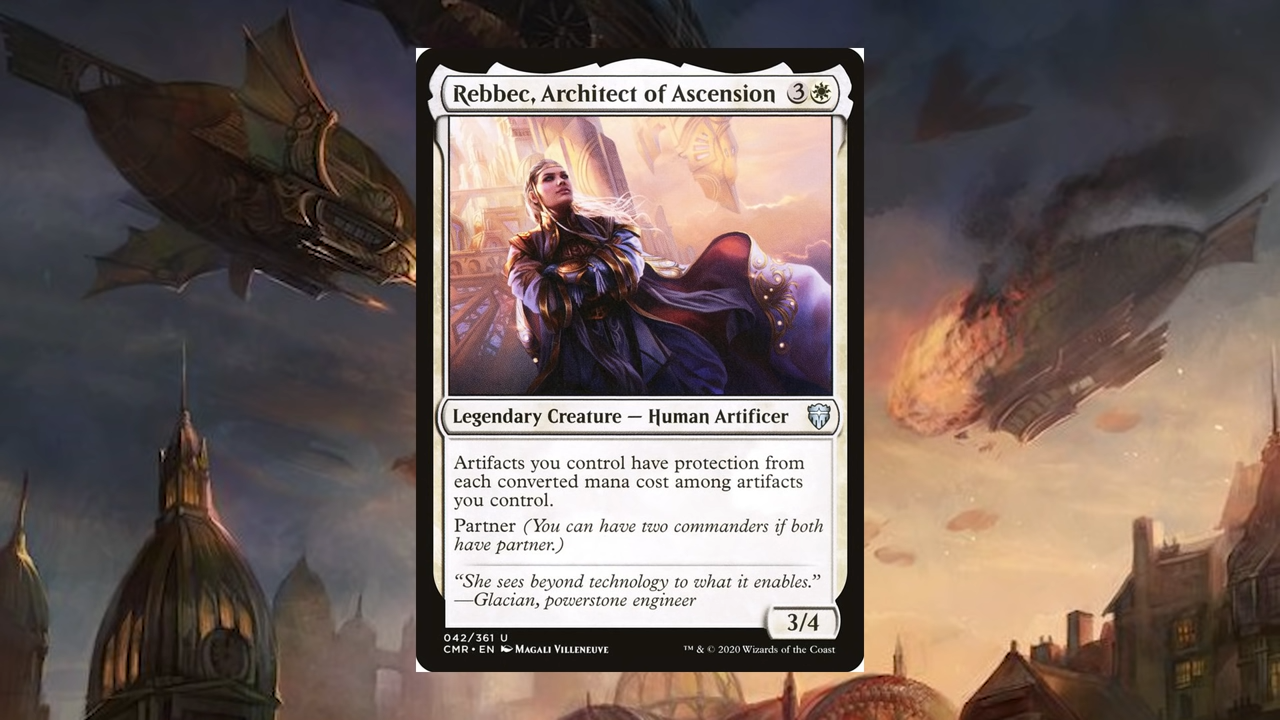 Rebbec, Architect of Ascension 3
Legendary Creature — Human Artificer
Artifacts you control have protection from
each converted mana cost among artifacts
you control.
Partner (You can have two commanders if both
have partner.)
“She sees beyond technology to what it enables.”
—Glacian, powerstone engineer
3/4
042/361 U
CMR • EN Magali Villeneuve
™ & © 2020 Wizards of the Coast